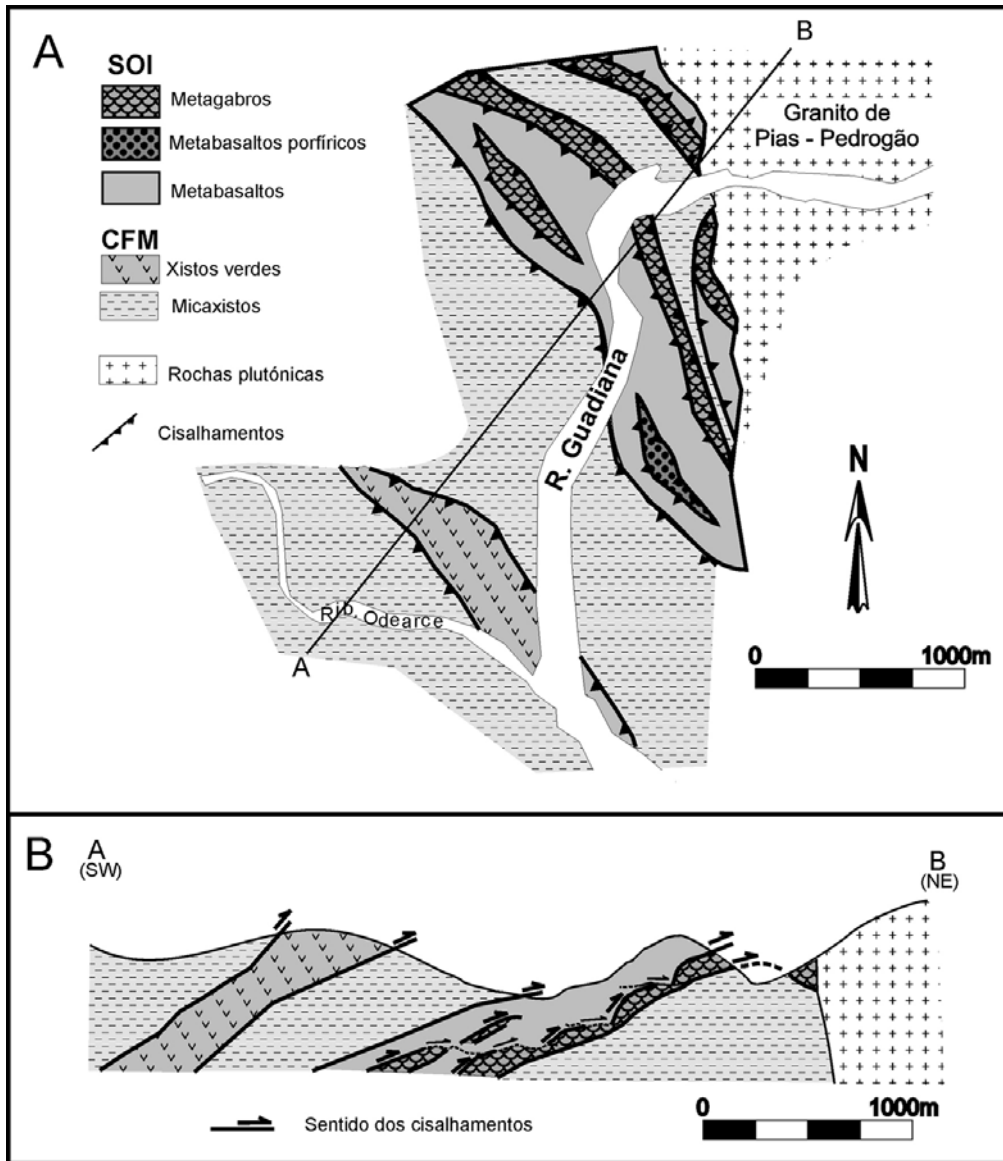 A
SOI
Metagabros
Metabasaltos porfíricos
Metabasaltos
CFM
Xistos verdes
Micaxistos
Rochas plutónicas
Cisalhamentos
B
Granito de
Pias - Pedrogão
R. Guadiana
Rib. Odearce
A
N
0 1000m
B
A
(SW)
B
(NE)
Sentido dos cisalhamentos
0 1000m